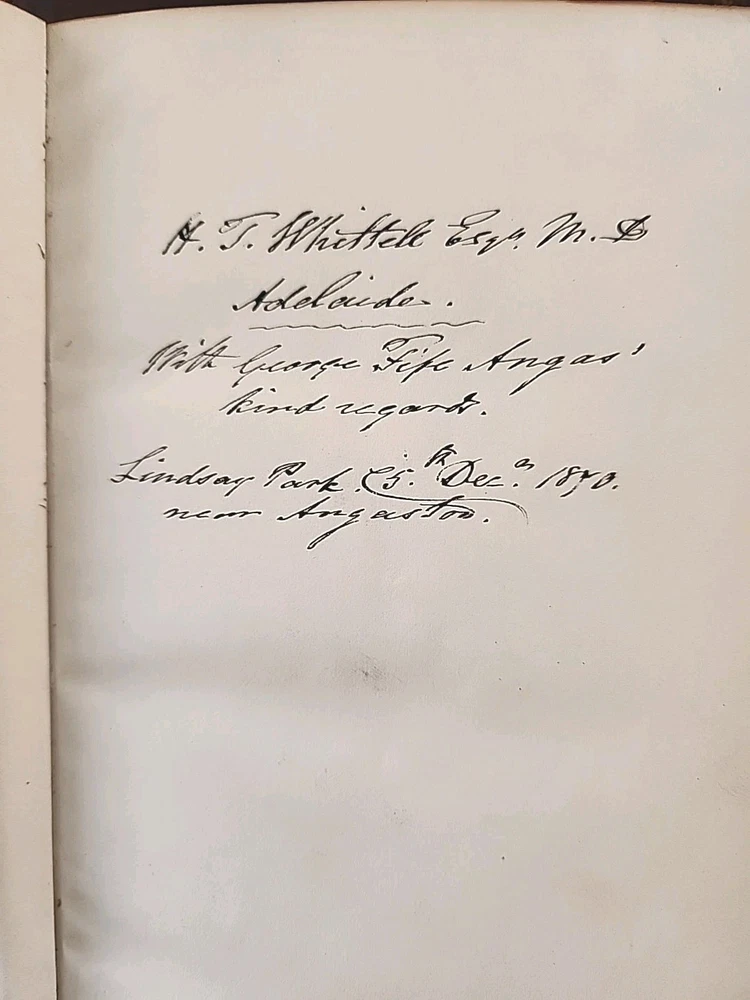 H. T. Whittell Esqr. M. D
Adelaide.
With George Fife Angas'
kind regards.
Lindsay Park 5th Decr. 1870.
near Angaston.